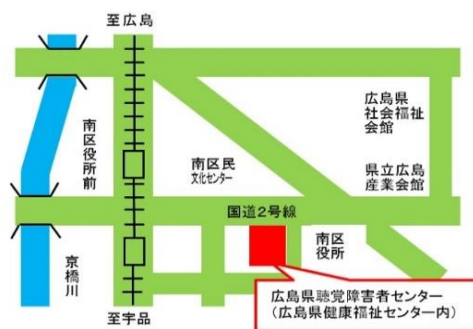 至広島
広島県
社会福祉
会館
南区役所前
南区民
文化センター
県立広島
産業会館
国道2号線
南区
役所
京橋川
広島県聴覚障害者センター
(広島県健康福祉センター内)
至宇品